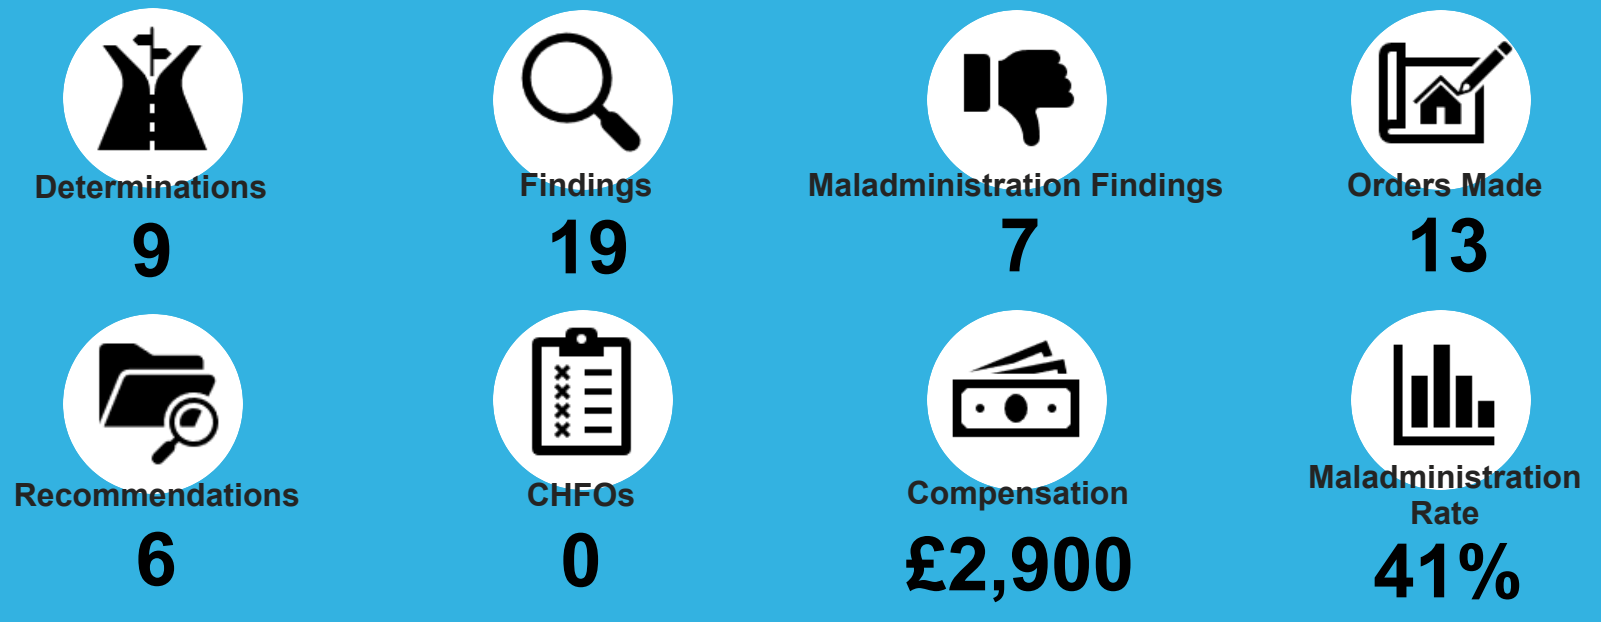 Determinations
9
Findings
19
Maladministration Findings
7
Orders Made
13
Recommendations
6
CHFOs
0
Compensation
£2,900
Maladministration
Rate
41%